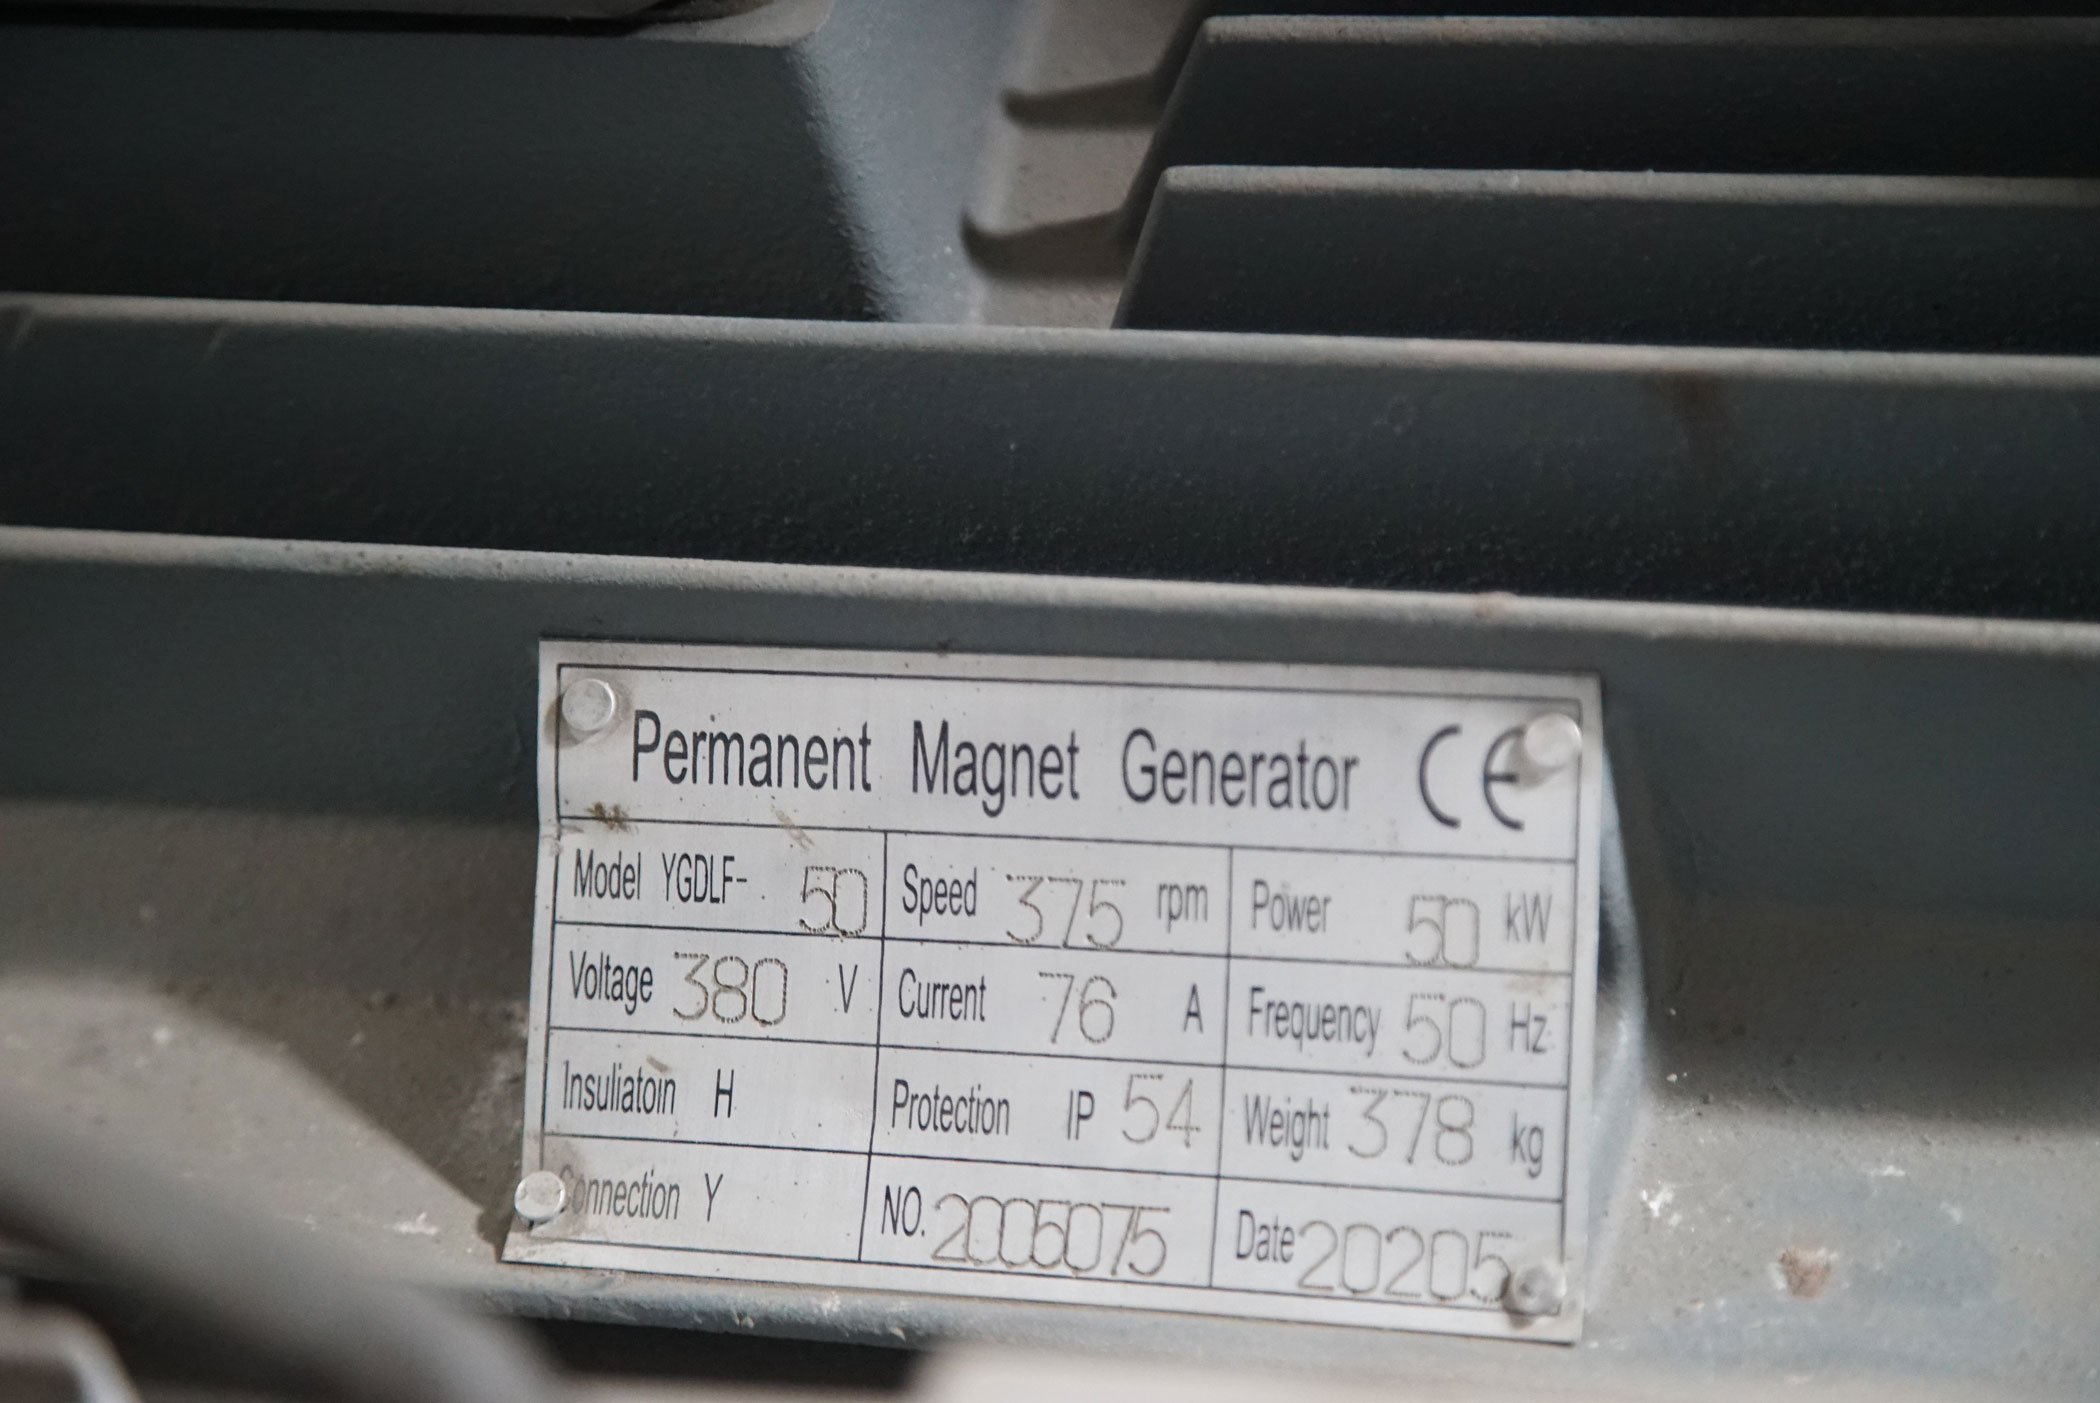 Permanent Magnet Generator CE
Model YGDLF- 50 Speed 375 rpm Power 50 kW
Voltage 380 V Current 76 A Frequency 50 Hz
Insuliatoin H Protection IP 54 Weight 378 kg
Connection Y NO. 2005075 Date 20205